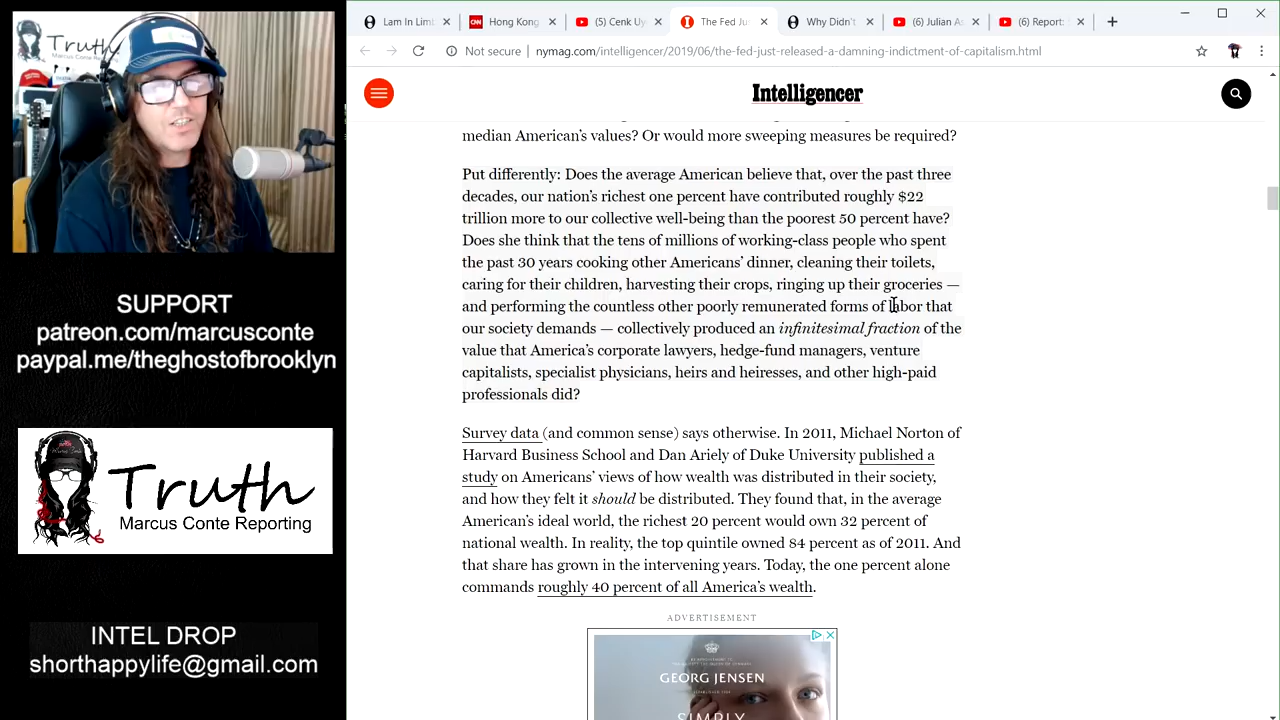 Truth
Marcus Conte Reporting
SUPPORT
patreon.com/marcusconte
paypal.me/theghostofbrooklyn
Truth
Marcus Conte Reporting
INTEL DROP
shorthappylife@gmail.com
Lam In Limb
Hong Kong
(5) Cenk Uy
The Fed Jus
Why Didn
(6) Julian As
(6) Report:
Not secure
nymag.com/intelligencer/2019/06/the-fed-just-released-a-damning-indictment-of-capitalism.html
Intelligencer
median American's values? Or would more sweeping measures be required?
Put differently: Does the average American believe that, over the past three
decades, our nation's richest one percent have contributed roughly $22
trillion more to our collective well-being than the poorest 50 percent have?
Does she think that the tens of millions of working-class people who spent
the past 30 years cooking other Americans' dinner, cleaning their toilets,
caring for their children, harvesting their crops, ringing up their groceries —
and performing the countless other poorly remunerated forms of labor that
our society demands — collectively produced an infinitesimal fraction of the
value that America's corporate lawyers, hedge-fund managers, venture
capitalists, specialist physicians, heirs and heiresses, and other high-paid
professionals did?
Survey data (and common sense) says otherwise. In 2011, Michael Norton of
Harvard Business School and Dan Ariely of Duke University published a
study on Americans' views of how wealth was distributed in their society,
and how they felt it should be distributed. They found that, in the average
American's ideal world, the richest 20 percent would own 32 percent of
national wealth. In reality, the top quintile owned 84 percent as of 2011. And
that share has grown in the intervening years. Today, the one percent alone
commands roughly 40 percent of all America's wealth.
ADVERTISEMENT
GEORG JENSEN
SIMPLY